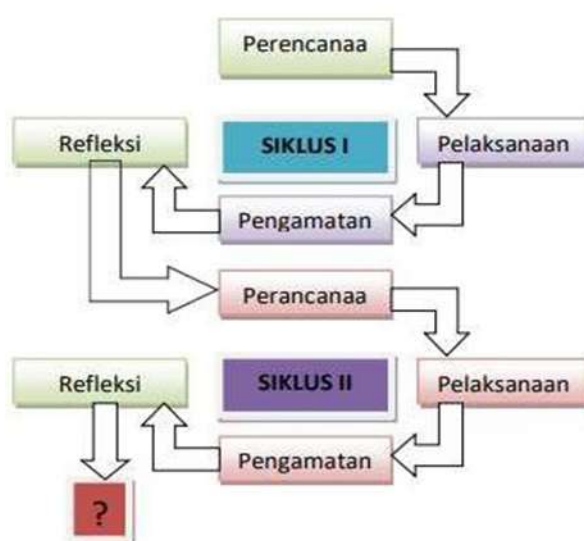 Perencanaa
Refleksi
SIKLUS I
Pelaksanaan
Pengamatan
Perancanaa
Refleksi
SIKLUS II
Pelaksanaan
Pengamatan
?